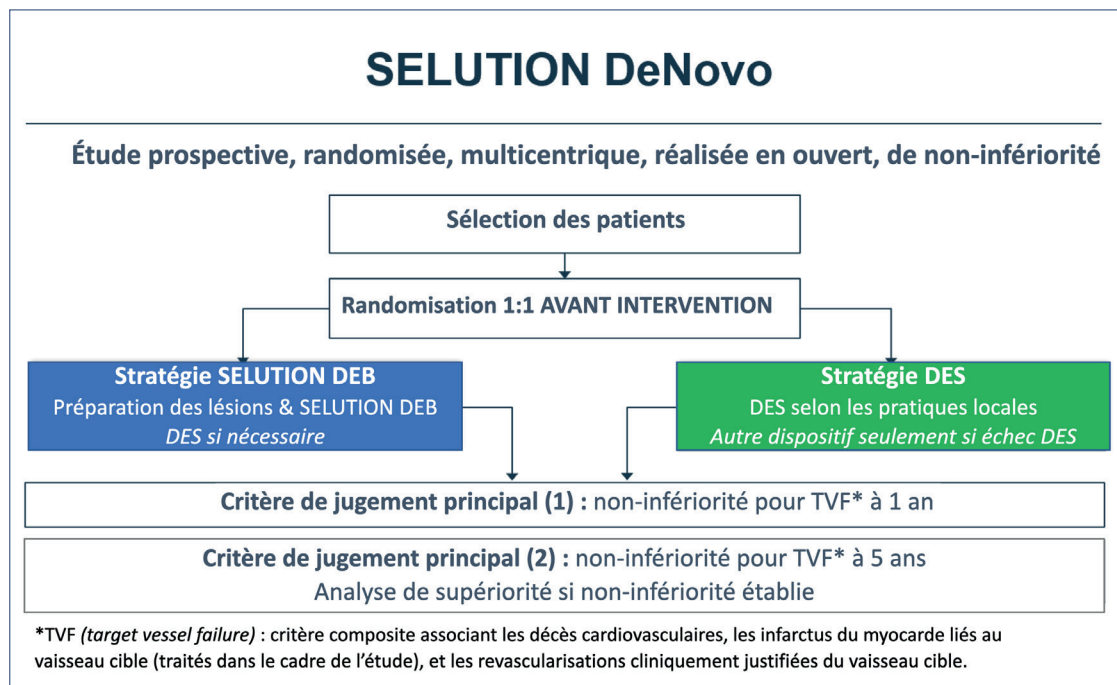 SELUTION DeNovo
Étude prospective, randomisée, multicentrique, réalisée en ouvert, de non-infériorité
Sélection des patients
Randomisation 1:1 AVANT INTERVENTION
Stratégie SELUTION DEB
Préparation des lésions & SELUTION DEB
DES si nécessaire
Stratégie DES
DES selon les pratiques locales
Autre dispositif seulement si échec DES
Critère de jugement principal (1) : non-infériorité pour TVF* à 1 an
Critère de jugement principal (2) : non-infériorité pour TVF* à 5 ans
Analyse de supériorité si non-infériorité établie
*TVF (target vessel failure) : critère composite associant les décès cardiovasculaires, les infarctus du myocarde liés au
vaisseau cible (traités dans le cadre de l’étude), et les revascularisations cliniquement justifiées du vaisseau cible.